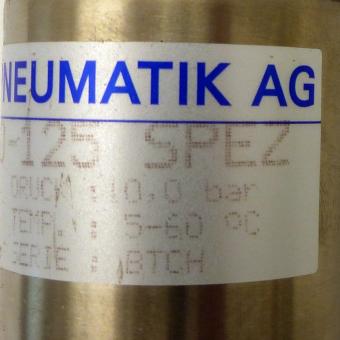 NEUMATIK AG
-125 SPEZ
DRUCK : 10,0 bar
TEMP. : 5-60 °C
SERIE : BTCH